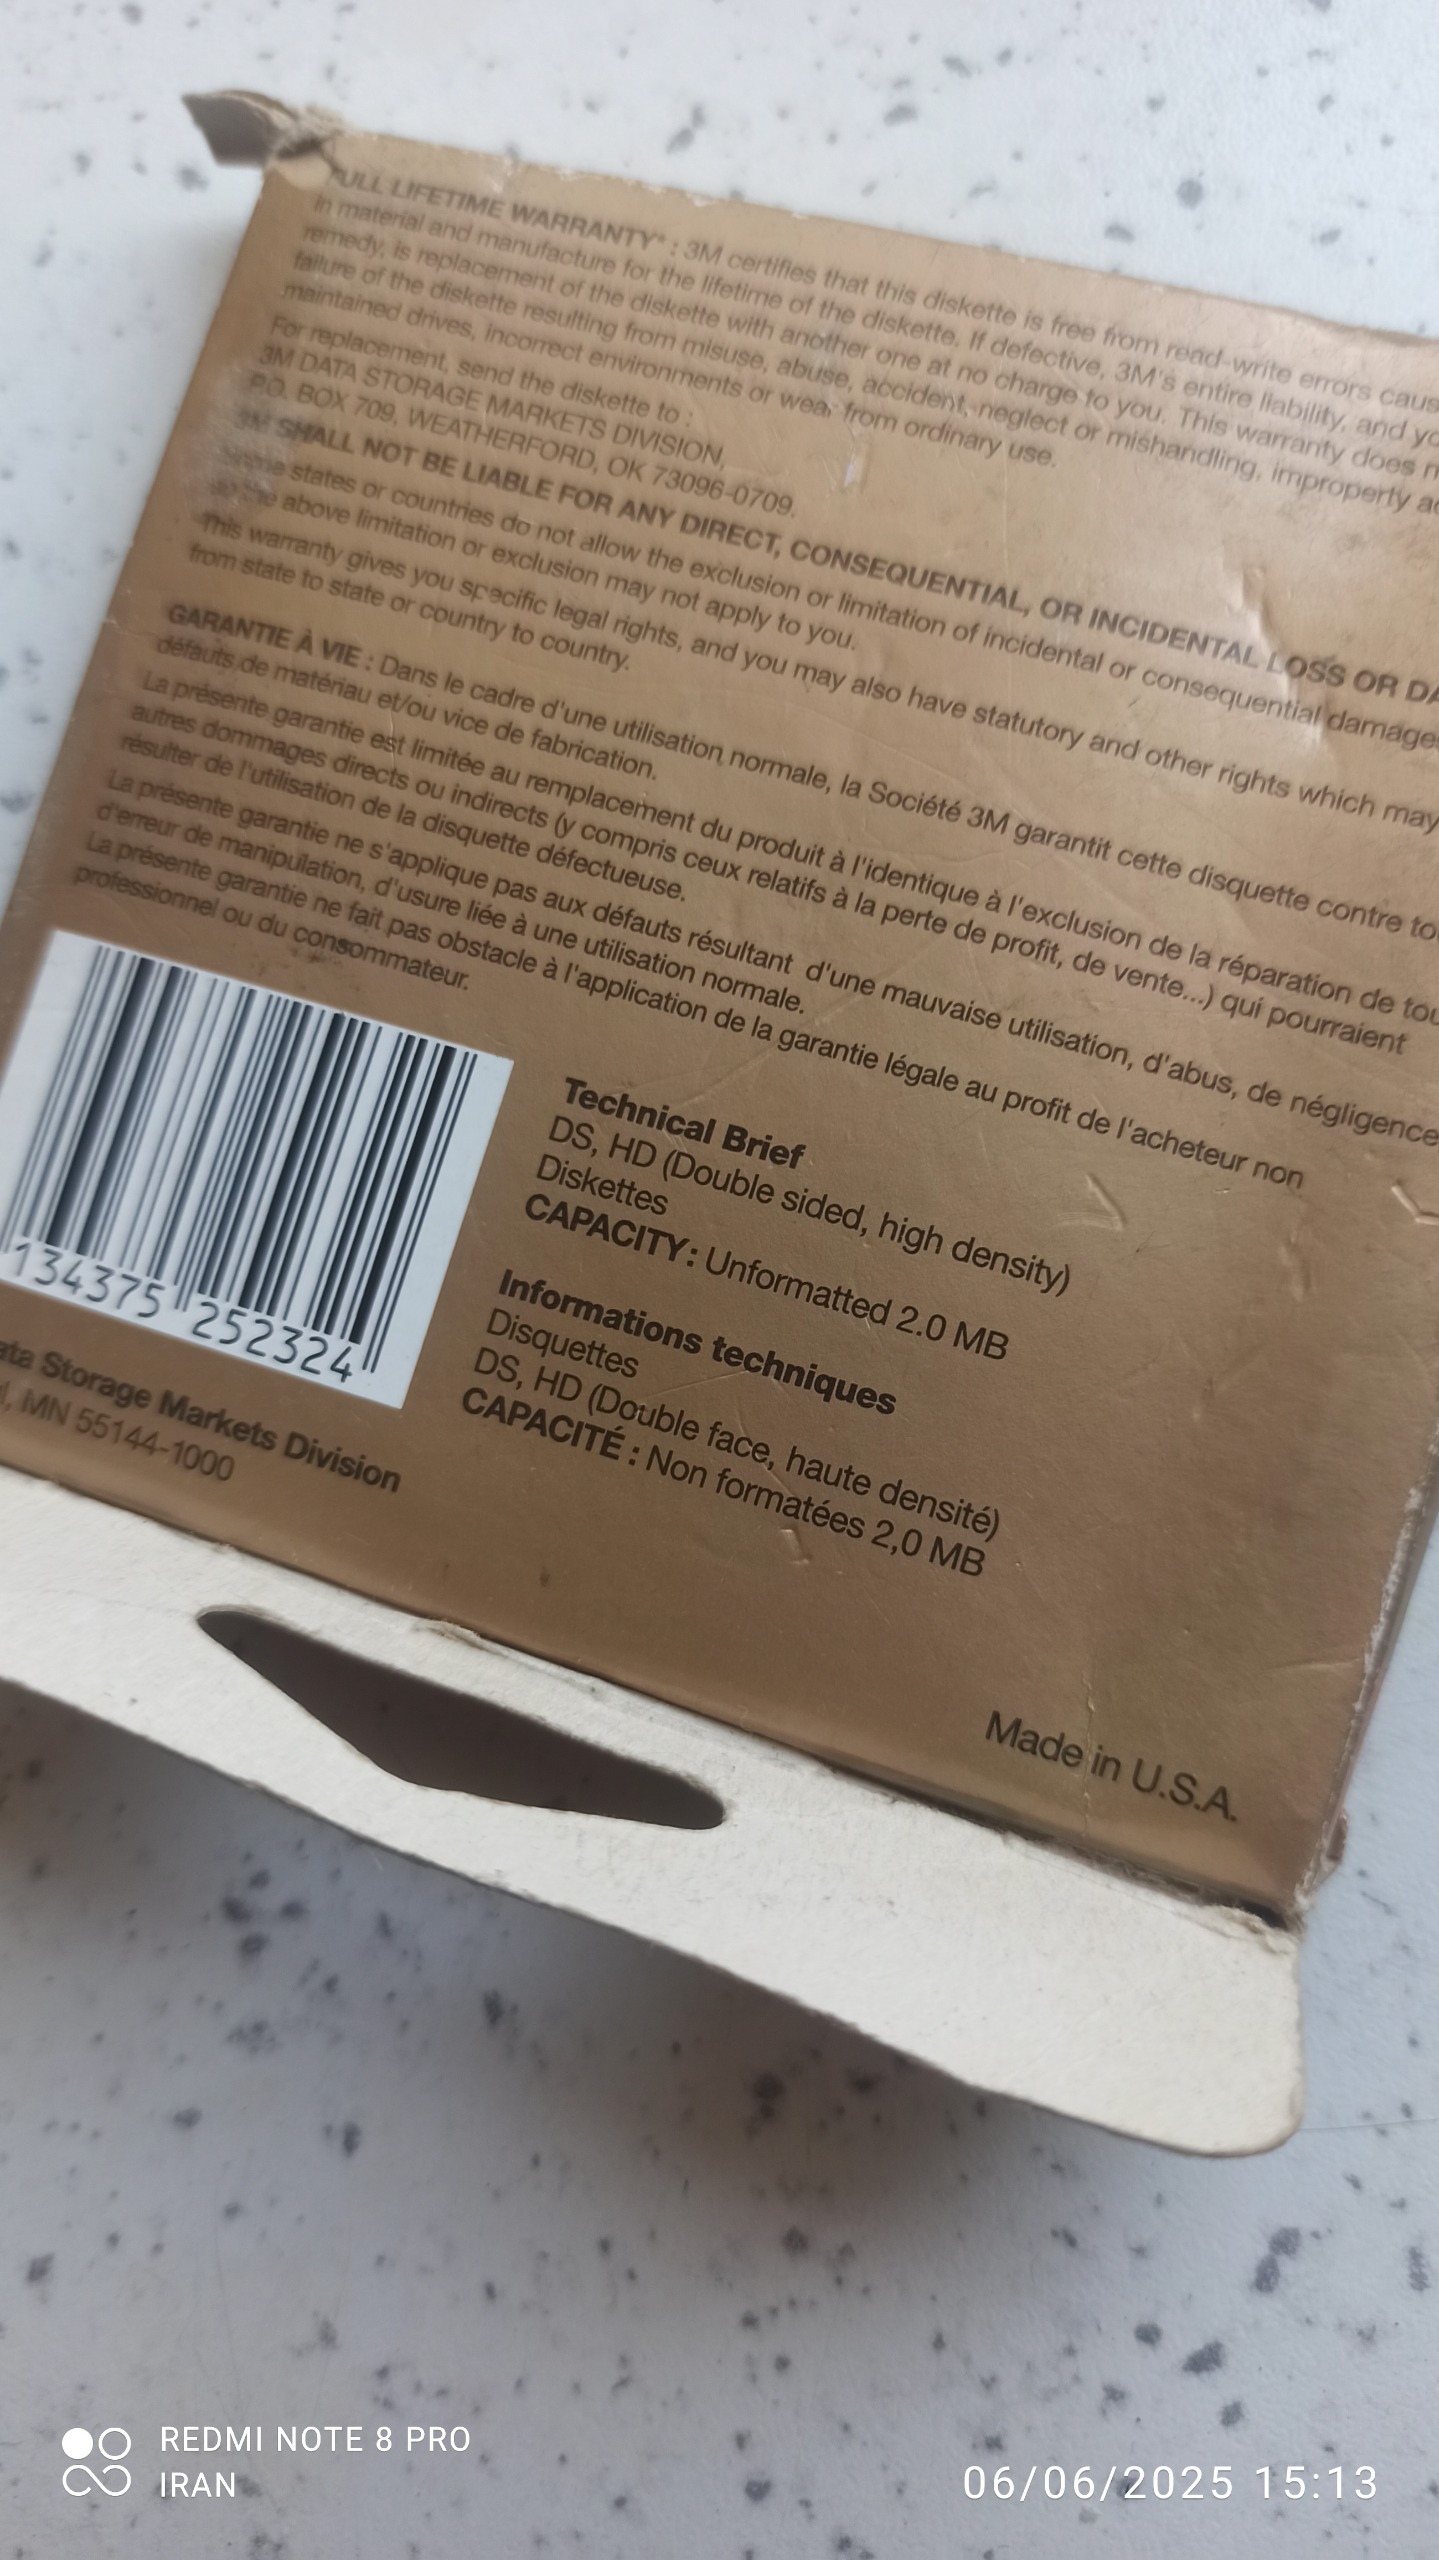 FULL LIFETIME WARRANTY* : 3M certifies that this diskette is free from read-write errors
in material and manufacture for the lifetime of the diskette. If defective, 3M's entire liability, and
remedy, is replacement of the diskette with another one at no charge to you. This warranty does
failure of the diskette resulting from misuse, abuse, accident, neglect or mishandling, improperly
maintained drives, incorrect environments or wear from ordinary use.
For replacement, send the diskette to :
3M DATA STORAGE MARKETS DIVISION,
P.O. BOX 709, WEATHERFORD, OK 73096-0709.
3M SHALL NOT BE LIABLE FOR ANY DIRECT, CONSEQUENTIAL, OR INCIDENTAL LOSS OR DA
Some states or countries do not allow the exclusion or limitation of incidental or consequential damages
so the above limitation or exclusion may not apply to you.
This warranty gives you specific legal rights, and you may also have statutory and other rights which may
from state to state or country to country.
GARANTIE À VIE : Dans le cadre d'une utilisation normale, la Société 3M garantit cette disquette contre
défauts de matériau et/ou vice de fabrication.
La présente garantie est limitée au remplacement du produit à l'identique à l'exclusion de la réparation de
autres dommages directs ou indirects (y compris ceux relatifs à la perte de profit, de vente...) qui pourraient
résulter de l'utilisation de la disquette défectueuse.
La présente garantie ne s'applique pas aux défauts résultant d'une mauvaise utilisation, d'abus, de négligence
d'erreur de manipulation, d'usure liée à une utilisation normale.
La présente garantie ne fait pas obstacle à l'application de la garantie légale au profit de l'acheteur non
professionnel ou du consommateur.
134375 252324
Technical Brief
DS, HD (Double sided, high density)
Diskettes
CAPACITY: Unformatted 2.0 MB
Informations techniques
Disquettes
DS, HD (Double face, haute densité)
CAPACITÉ : Non formatées 2,0 MB
ata Storage Markets Division
l, MN 55144-1000
Made in U.S.A.
REDMI NOTE 8 PRO
IRAN
06/06/2025 15:13